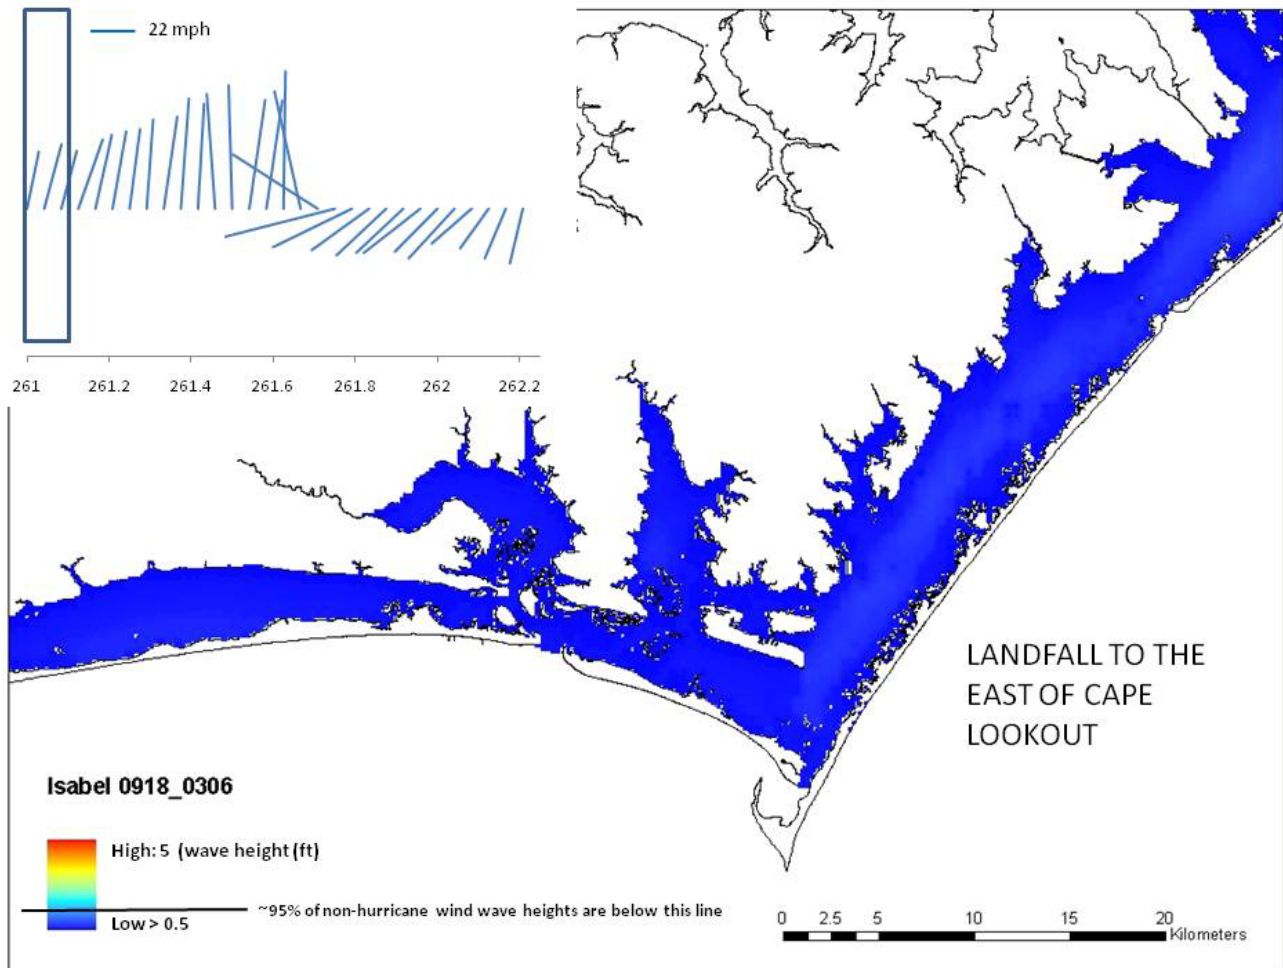 22 mph
261 261.2 261.4 261.6 261.8 262 262.2
LANDFALL TO THE
EAST OF CAPE
LOOKOUT
Isabel 0918_0306
High: 5 (wave height (ft)
~95% of non-hurricane wind wave heights are below this line
Low > 0.5
0 2.5 5 10 15 20
Kilometers